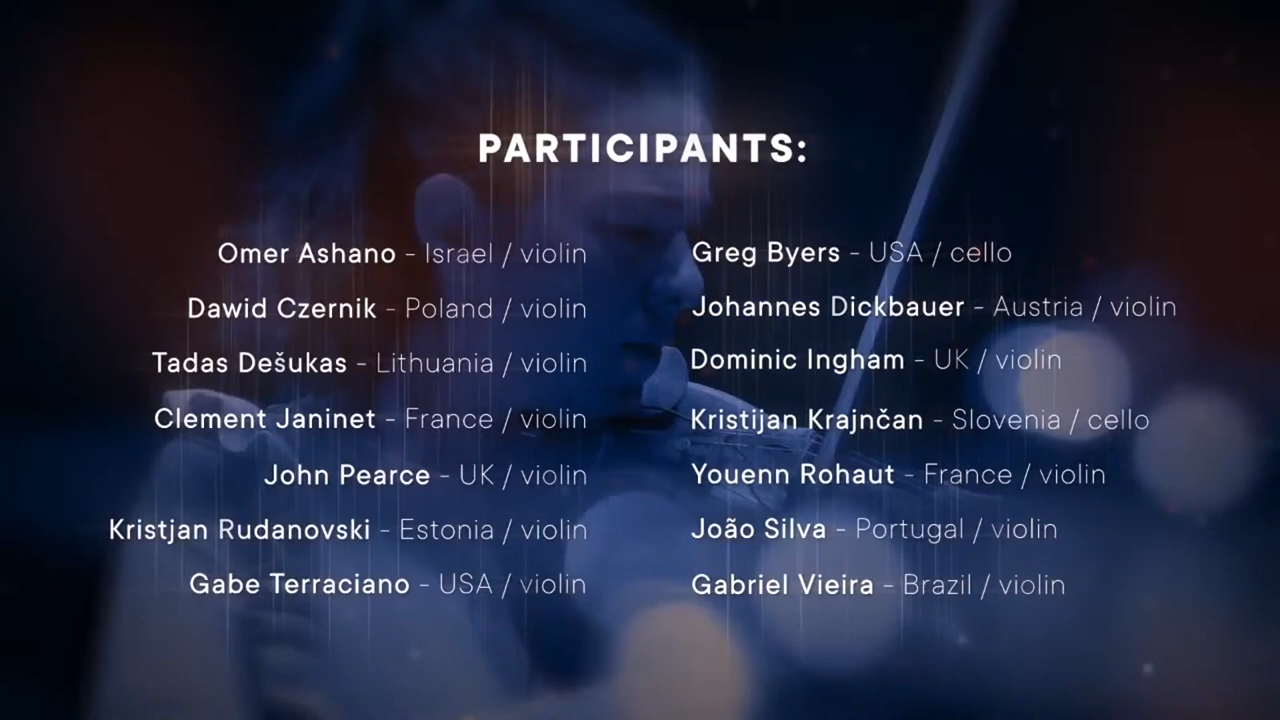 PARTICIPANTS:
Omer Ashano - Israel / violin
Dawid Czernik - Poland / violin
Tadas Dešukas - Lithuania / violin
Clement Janinet - France / violin
John Pearce - UK / violin
Kristjan Rudanovski - Estonia / violin
Gabe Terraciano - USA / violin
Greg Byers - USA / cello
Johannes Dickbauer - Austria / violin
Dominic Ingham - UK / violin
Kristijan Krajnčan - Slovenia / cello
Youenn Rohaut - France / violin
João Silva - Portugal / violin
Gabriel Vieira - Brazil / violin